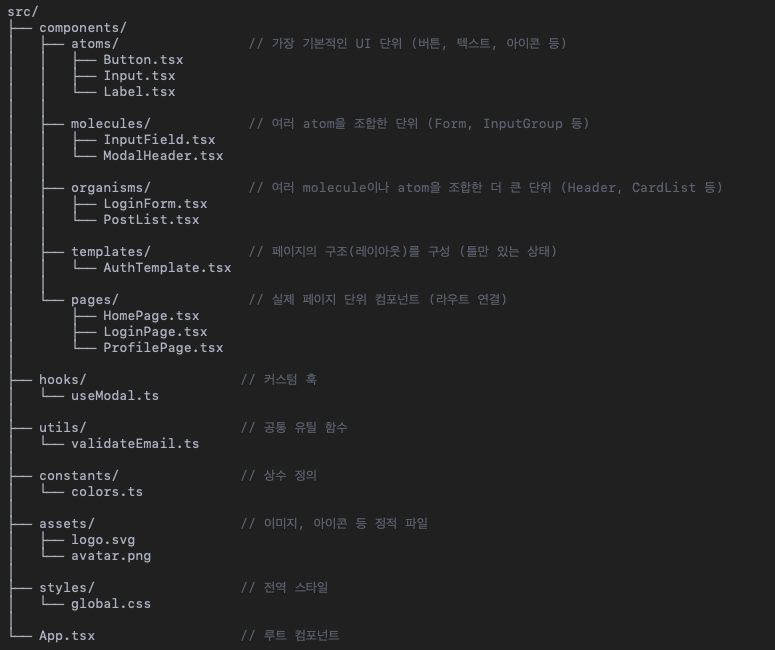 src/
├── components/
│   ├── atoms/                // 가장 기본적인 UI 단위 (버튼, 텍스트, 아이콘 등)
│   │   ├── Button.tsx
│   │   ├── Input.tsx
│   │   └── Label.tsx
│   ├── molecules/            // 여러 atom을 조합한 단위 (Form, InputGroup 등)
│   │   ├── InputField.tsx
│   │   └── ModalHeader.tsx
│   ├── organisms/            // 여러 molecule이나 atom을 조합한 더 큰 단위 (Header, CardList 등)
│   │   ├── LoginForm.tsx
│   │   └── PostList.tsx
│   ├── templates/            // 페이지의 구조(레이아웃)를 구성 (틀만 있는 상태)
│   │   └── AuthTemplate.tsx
│   └── pages/                // 실제 페이지 단위 컴포넌트 (라우트 연결)
│       ├── HomePage.tsx
│       ├── LoginPage.tsx
│       └── ProfilePage.tsx
├── hooks/                   // 커스텀 훅
│   └── useModal.ts
├── utils/                   // 공통 유틸 함수
│   └── validateEmail.ts
├── constants/               // 상수 정의
│   └── colors.ts
├── assets/                  // 이미지, 아이콘 등 정적 파일
│   ├── logo.svg
│   └── avatar.png
├── styles/                  // 전역 스타일
│   └── global.css
└── App.tsx                  // 루트 컴포넌트